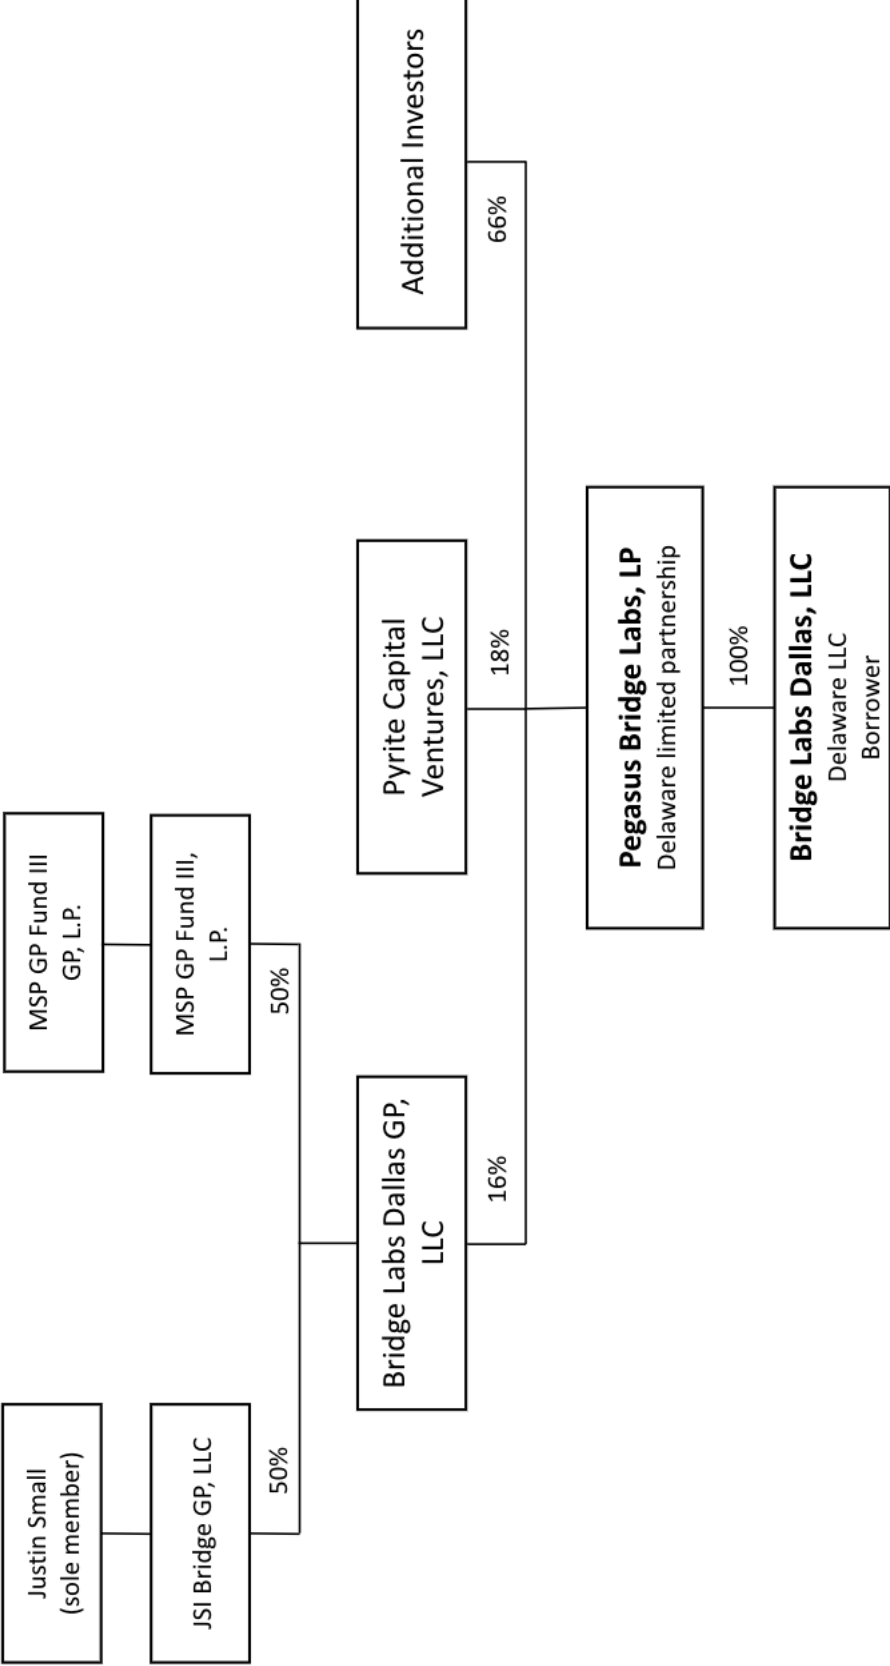 Justin Small
(sole member)
MSP GP Fund III
GP, L.P.
JSI Bridge GP, LLC
MSP GP Fund III,
L.P.
50%
50%
Bridge Labs Dallas GP,
LLC
Pyrite Capital
Ventures, LLC
Additional Investors
16%
18%
66%
Pegasus Bridge Labs, LP
Delaware limited partnership
100%
Bridge Labs Dallas, LLC
Delaware LLC
Borrower